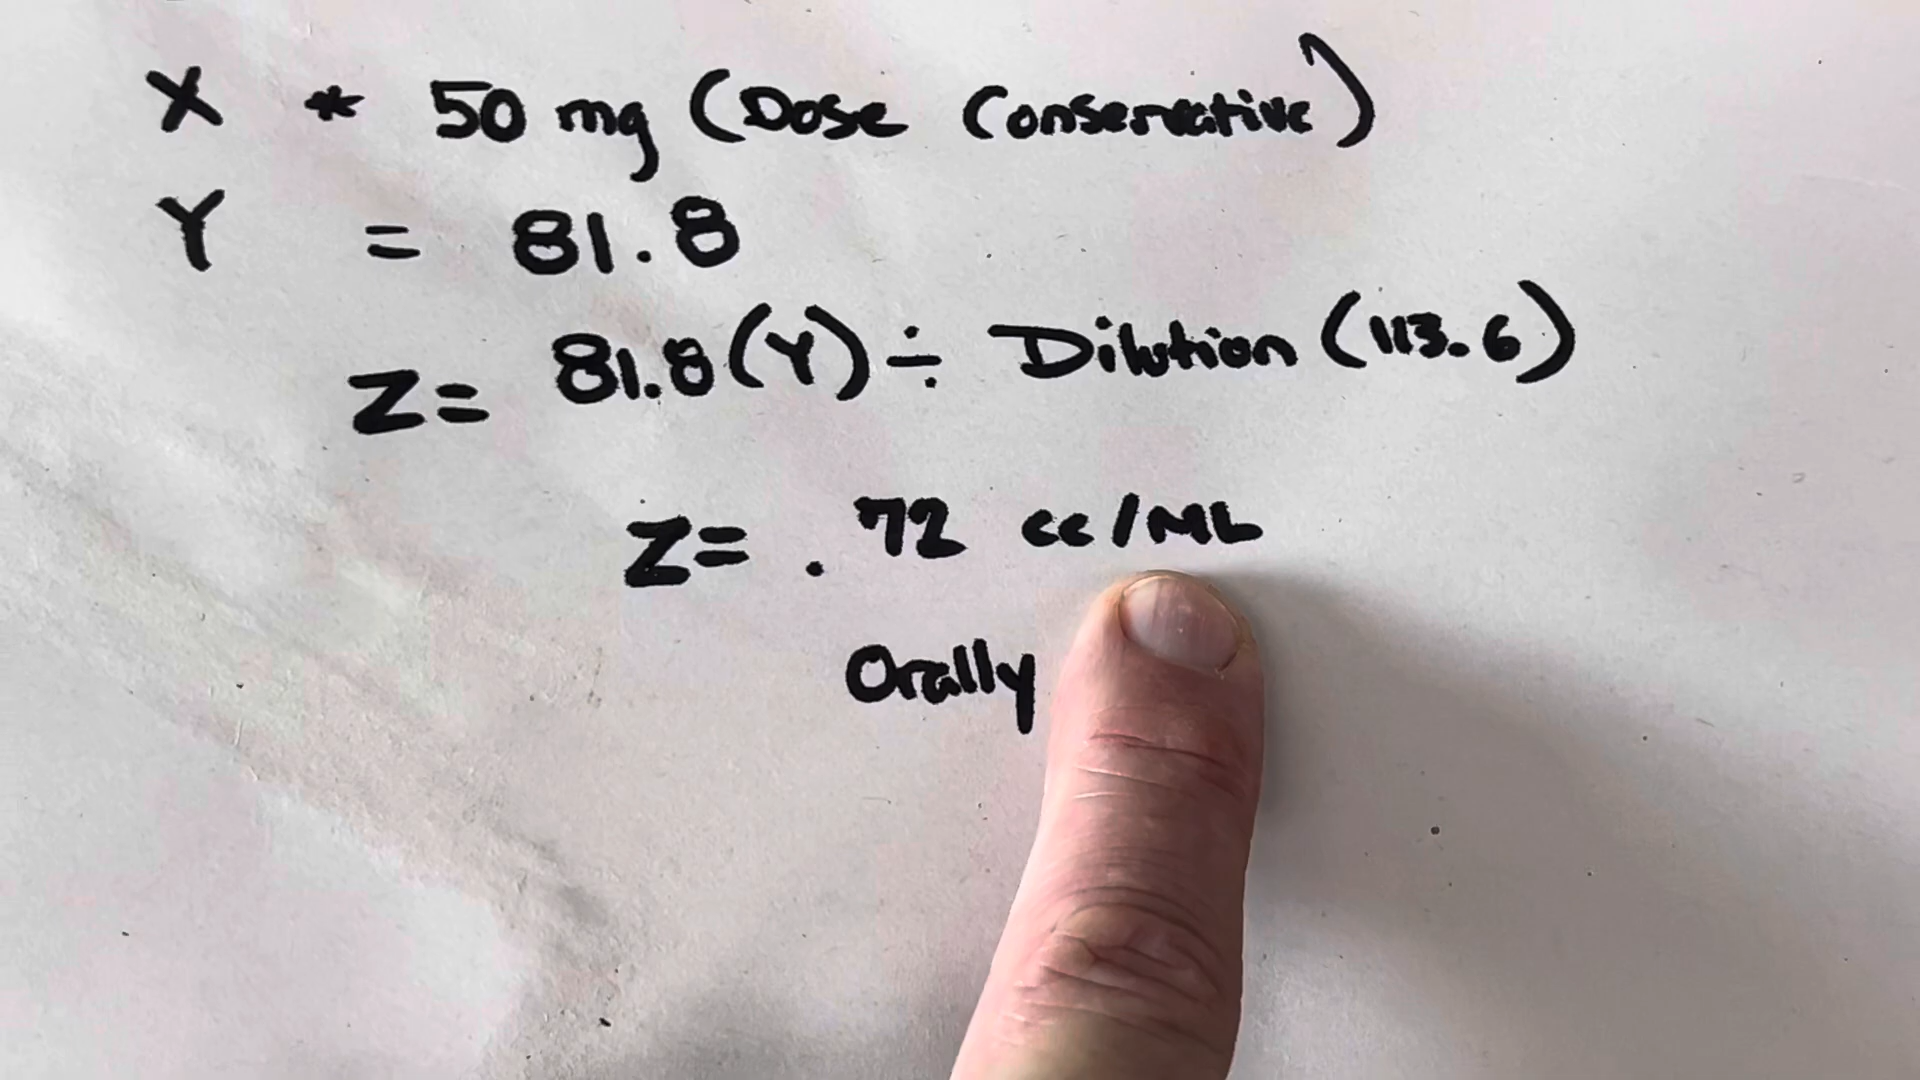 X * 50 mg (Dose Conservative)
Y = 81.8
Z= 81.8(Y) ÷ Dilution (113.6)
Z= .72 cc/ML
Orally